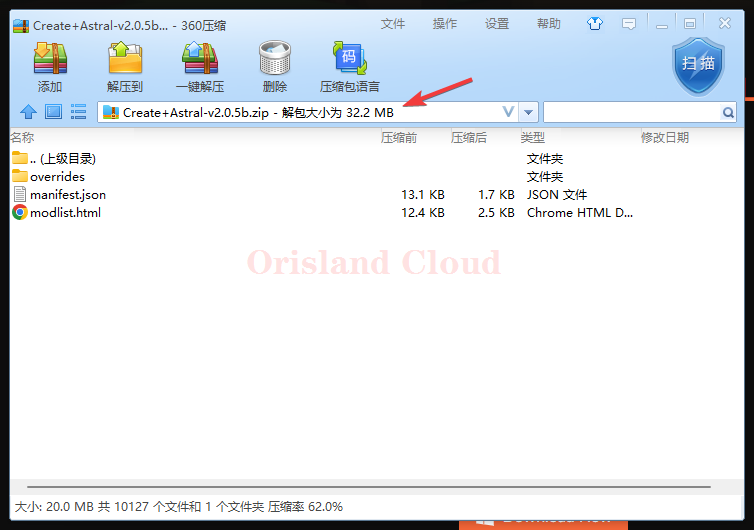 Create+Astral-v2.0.5b... - 360压缩
文件 操作 设置 帮助
添加 解压到 一键解压 删除 压缩包语言
码
扫描
Create+Astral-v2.0.5b.zip - 解包大小为 32.2 MB
名称 压缩前 压缩后 类型 修改日期
.. (上级目录) 文件夹
overrides 文件夹
manifest.json 13.1 KB 1.7 KB JSON 文件
modlist.html 12.4 KB 2.5 KB Chrome HTML D...
Orisland Cloud
大小: 20.0 MB 共 10127 个文件和 1 个文件夹 压缩率 62.0%